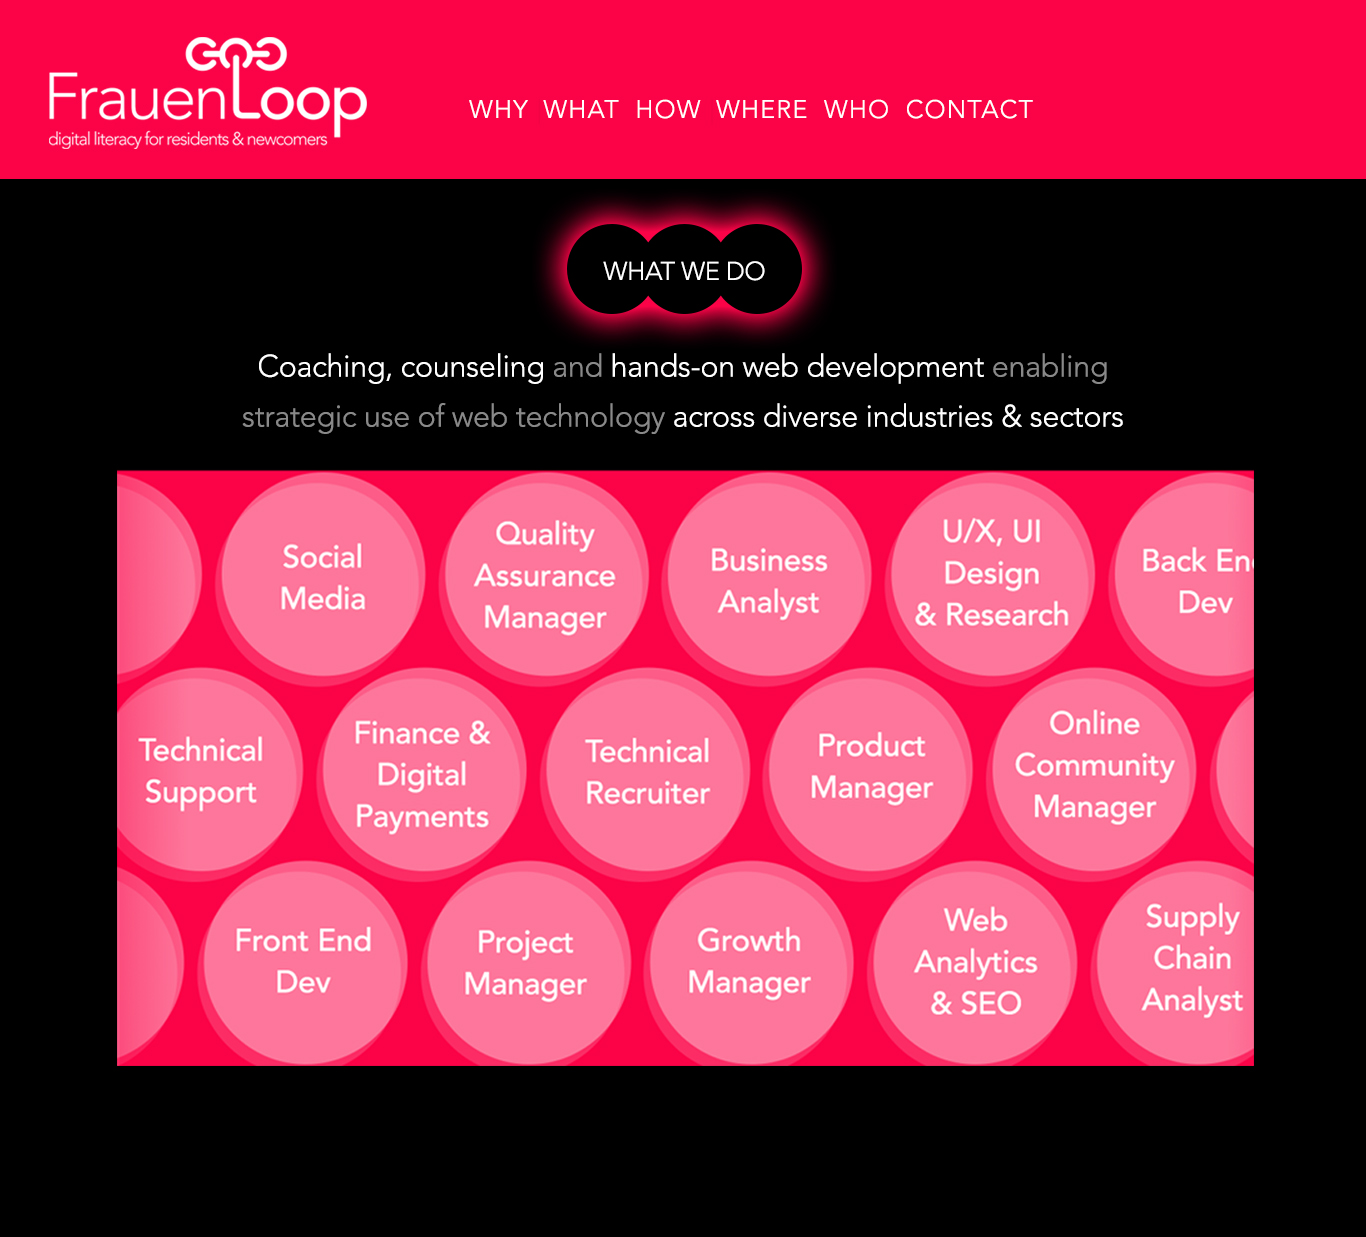 FrauenLoop
digital literacy for residents & newcomers
WHY WHAT HOW WHERE WHO CONTACT
WHAT WE DO
Coaching, counseling and hands-on web development enabling
strategic use of web technology across diverse industries & sectors
Social
Media
Quality
Assurance
Manager
Business
Analyst
U/X, UI
Design
& Research
Back En
Dev
Technical
Support
Finance &
Digital
Payments
Technical
Recruiter
Product
Manager
Online
Community
Manager
Front End
Dev
Project
Manager
Growth
Manager
Web
Analytics
& SEO
Supply
Chain
Analyst